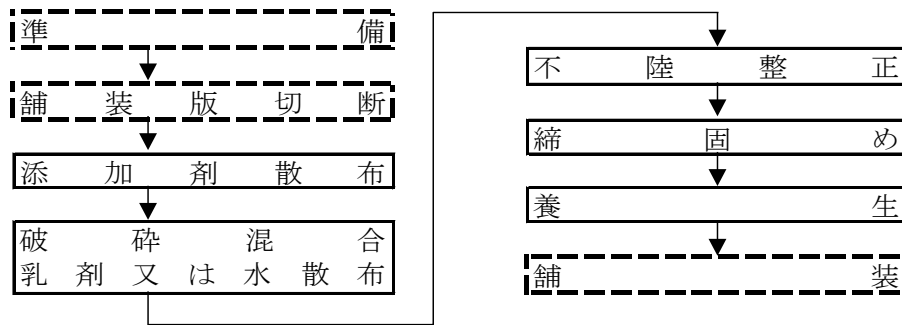 準備
舗装版切断
添加剤散布
破砕混合
乳剤又は水散布
不陸整正
締固め
養生
舗装